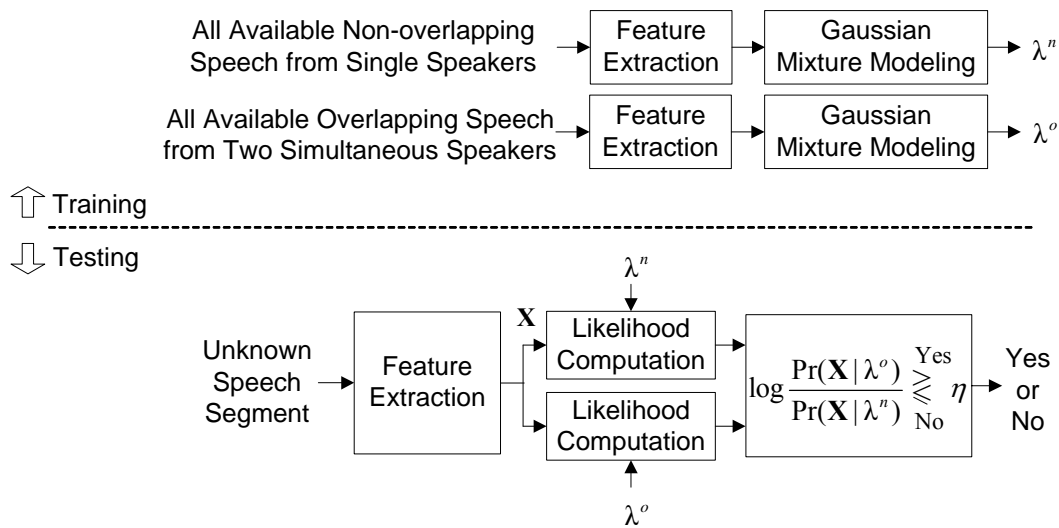 All Available Non-overlapping
Speech from Single Speakers
Feature
Extraction
Gaussian
Mixture Modeling
λⁿ
All Available Overlapping Speech
from Two Simultaneous Speakers
Feature
Extraction
Gaussian
Mixture Modeling
λᵒ
Training
Testing
λⁿ
Unknown
Speech
Segment
Feature
Extraction
X
Likelihood
Computation
Likelihood
Computation
λᵒ
log Pr(X | λᵒ) / Pr(X | λⁿ) ≷ η
Yes
No
Yes
or
No